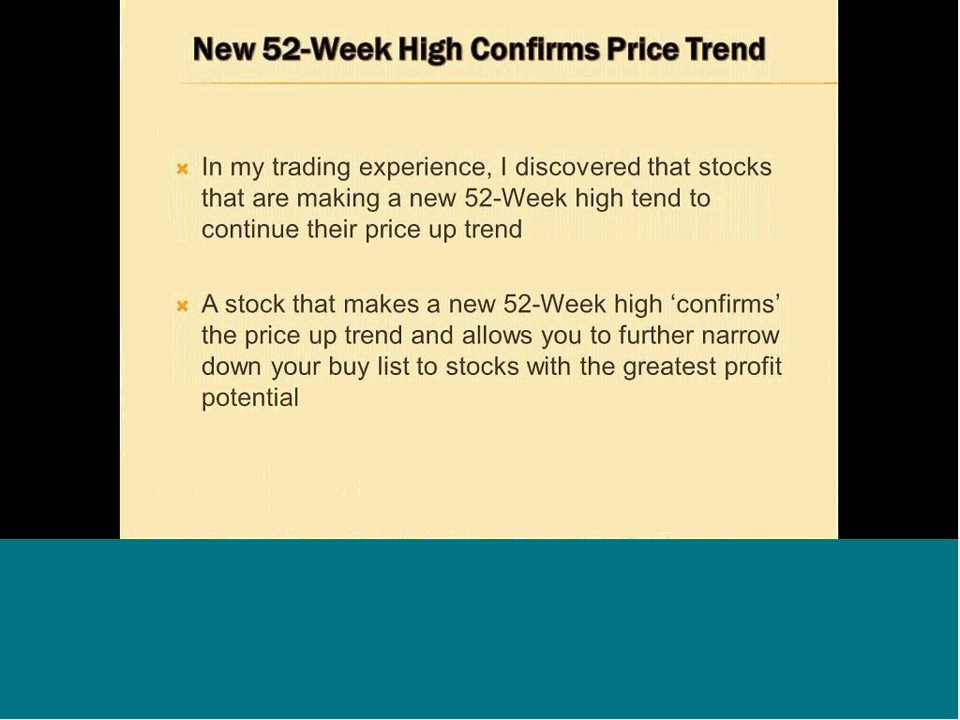 New 52-Week High Confirms Price Trend
In my trading experience, I discovered that stocks
that are making a new 52-Week high tend to
continue their price up trend
A stock that makes a new 52-Week high ‘confirms’
the price up trend and allows you to further narrow
down your buy list to stocks with the greatest profit
potential